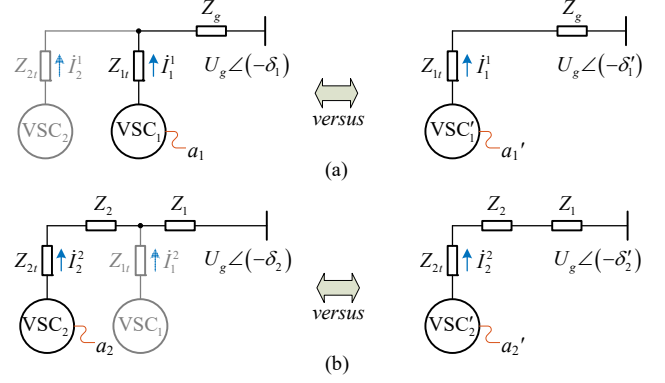 Z_g
Z_{2t} İ_2^1 Z_{1t} İ_1^1 U_g∠(−δ_1)
VSC_2 VSC_1
a_1
versus
Z_g
Z_{1t} İ_1^1 U_g∠(−δ_1′)
VSC_1′
a_1′
(a)
Z_2 Z_1
Z_{2t} İ_2^2 Z_{1t} İ_1^2 U_g∠(−δ_2)
VSC_2 VSC_1
a_2
versus
Z_2 Z_1
Z_{2t} İ_2^2 U_g∠(−δ_2′)
VSC_2′
a_2′
(b)